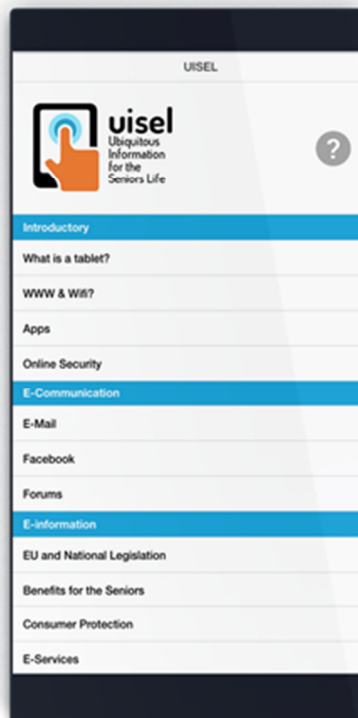 UISEL
uisel
Ubiquitous
Information
for the
Seniors Life
?
Introductory
What is a tablet?
WWW & Wifi?
Apps
Online Security
E-Communication
E-Mail
Facebook
Forums
E-information
EU and National Legislation
Benefits for the Seniors
Consumer Protection
E-Services